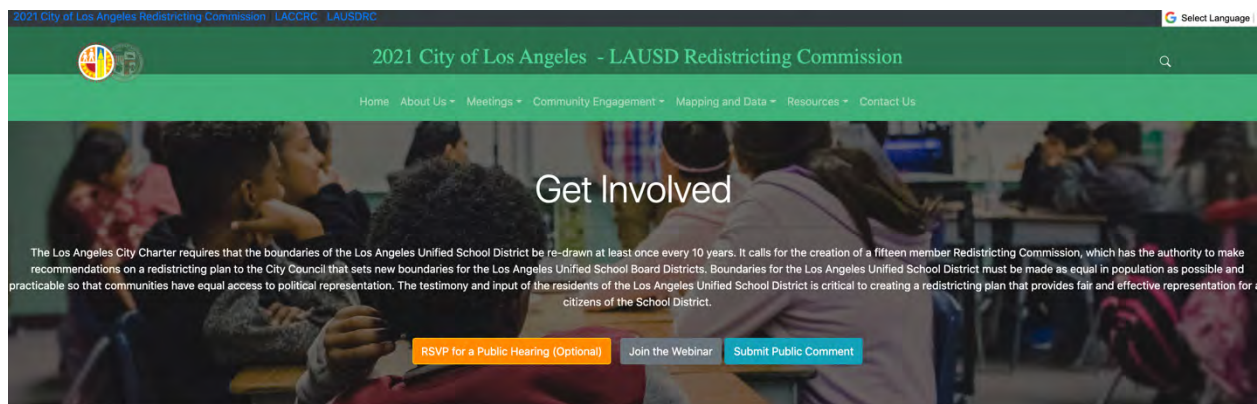 2021 City of Los Angeles Redistricting Commission LACCRC LAUSDRC
G Select Language
2021 City of Los Angeles - LAUSD Redistricting Commission
Home About Us Meetings Community Engagement Mapping and Data Resources Contact Us
Get Involved
The Los Angeles City Charter requires that the boundaries of the Los Angeles Unified School District be re-drawn at least once every 10 years. It calls for the creation of a fifteen member Redistricting Commission, which has the authority to make
recommendations on a redistricting plan to the City Council that sets new boundaries for the Los Angeles Unified School Board Districts. Boundaries for the Los Angeles Unified School District must be made as equal in population as possible and
practicable so that communities have equal access to political representation. The testimony and input of the residents of the Los Angeles Unified School District is critical to creating a redistricting plan that provides fair and effective representation for a
citizens of the School District.
RSVP for a Public Hearing (Optional) Join the Webinar Submit Public Comment